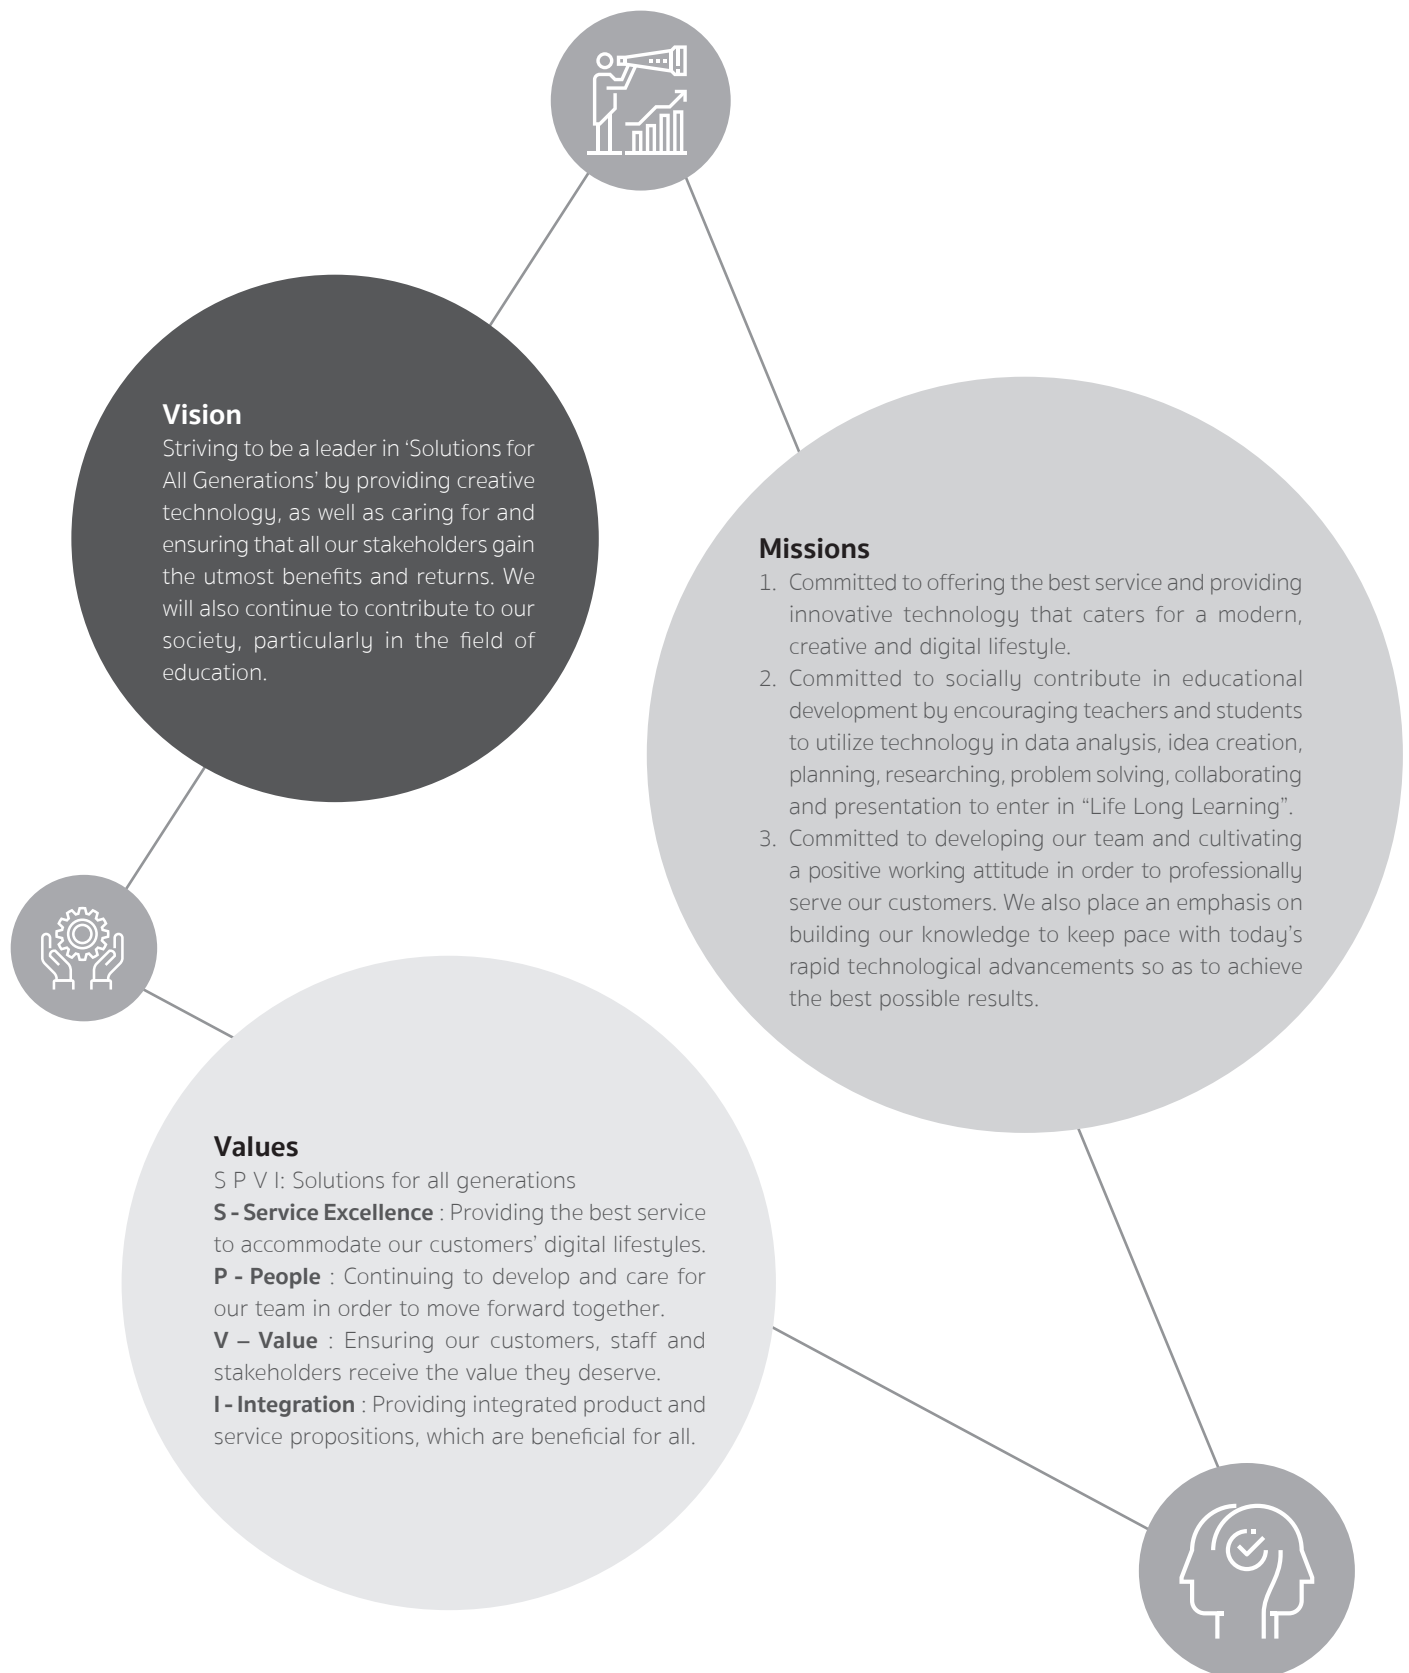 Vision
Striving to be a leader in ‘Solutions for
All Generations’ by providing creative
technology, as well as caring for and
ensuring that all our stakeholders gain
the utmost benefits and returns. We
will also continue to contribute to our
society, particularly in the field of
education.
Missions
1. Committed to offering the best service and providing
innovative technology that caters for a modern,
creative and digital lifestyle.
2. Committed to socially contribute in educational
development by encouraging teachers and students
to utilize technology in data analysis, idea creation,
planning, researching, problem solving, collaborating
and presentation to enter in “Life Long Learning”.
3. Committed to developing our team and cultivating
a positive working attitude in order to professionally
serve our customers. We also place an emphasis on
building our knowledge to keep pace with today’s
rapid technological advancements so as to achieve
the best possible results.
Values
S P V I: Solutions for all generations
S - Service Excellence : Providing the best service
to accommodate our customers’ digital lifestyles.
P - People : Continuing to develop and care for
our team in order to move forward together.
V – Value : Ensuring our customers, staff and
stakeholders receive the value they deserve.
I - Integration : Providing integrated product and
service propositions, which are beneficial for all.